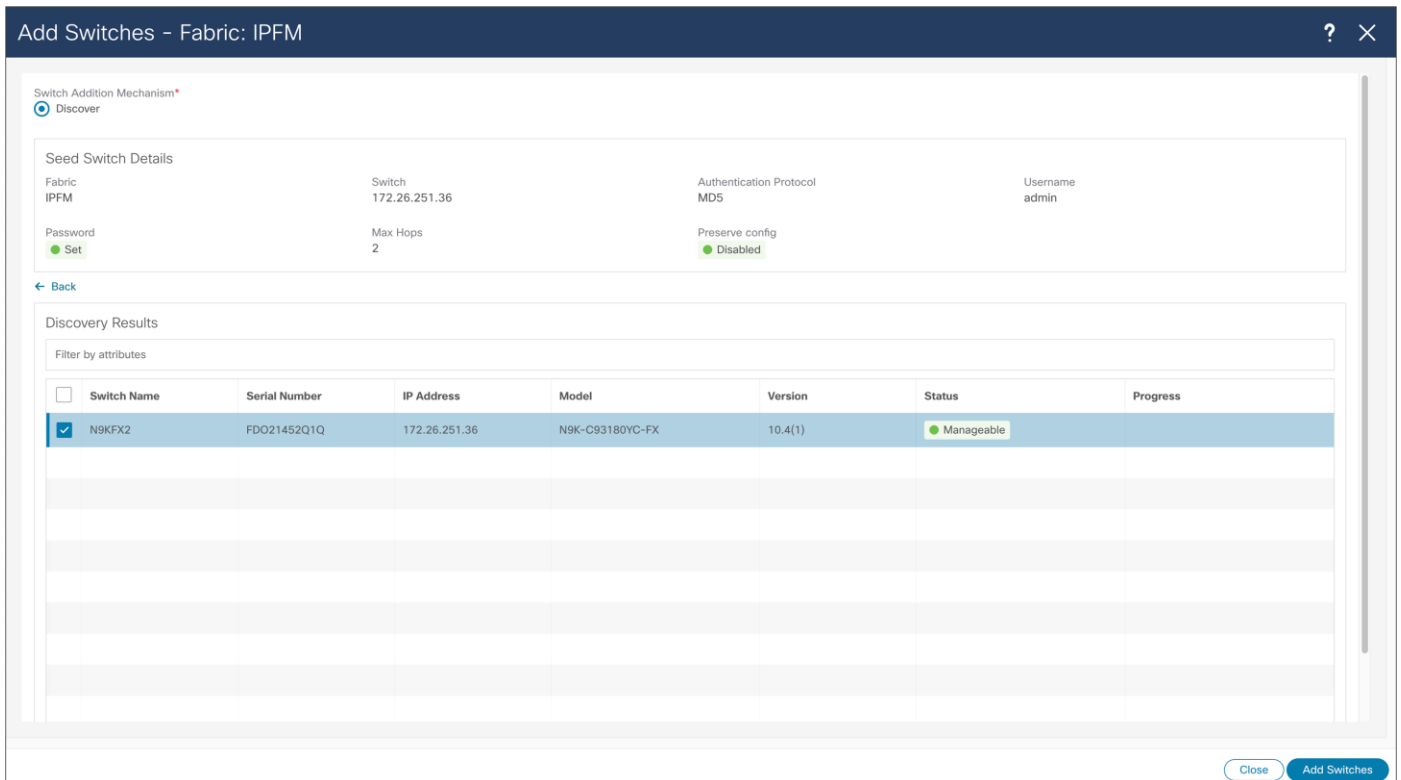 Add Switches - Fabric: IPFM ?
Switch Addition Mechanism*
Discover
Seed Switch Details
Fabric Switch Authentication Protocol Username
IPFM 172.26.251.36 MD5 admin
Password Max Hops Preserve config
Set 2 Disabled
← Back
Discovery Results
Filter by attributes
Switch Name Serial Number IP Address Model Version Status Progress
N9KFX2 FDO21452Q1Q 172.26.251.36 N9K-C93180YC-FX 10.4(1) Manageable
Close Add Switches